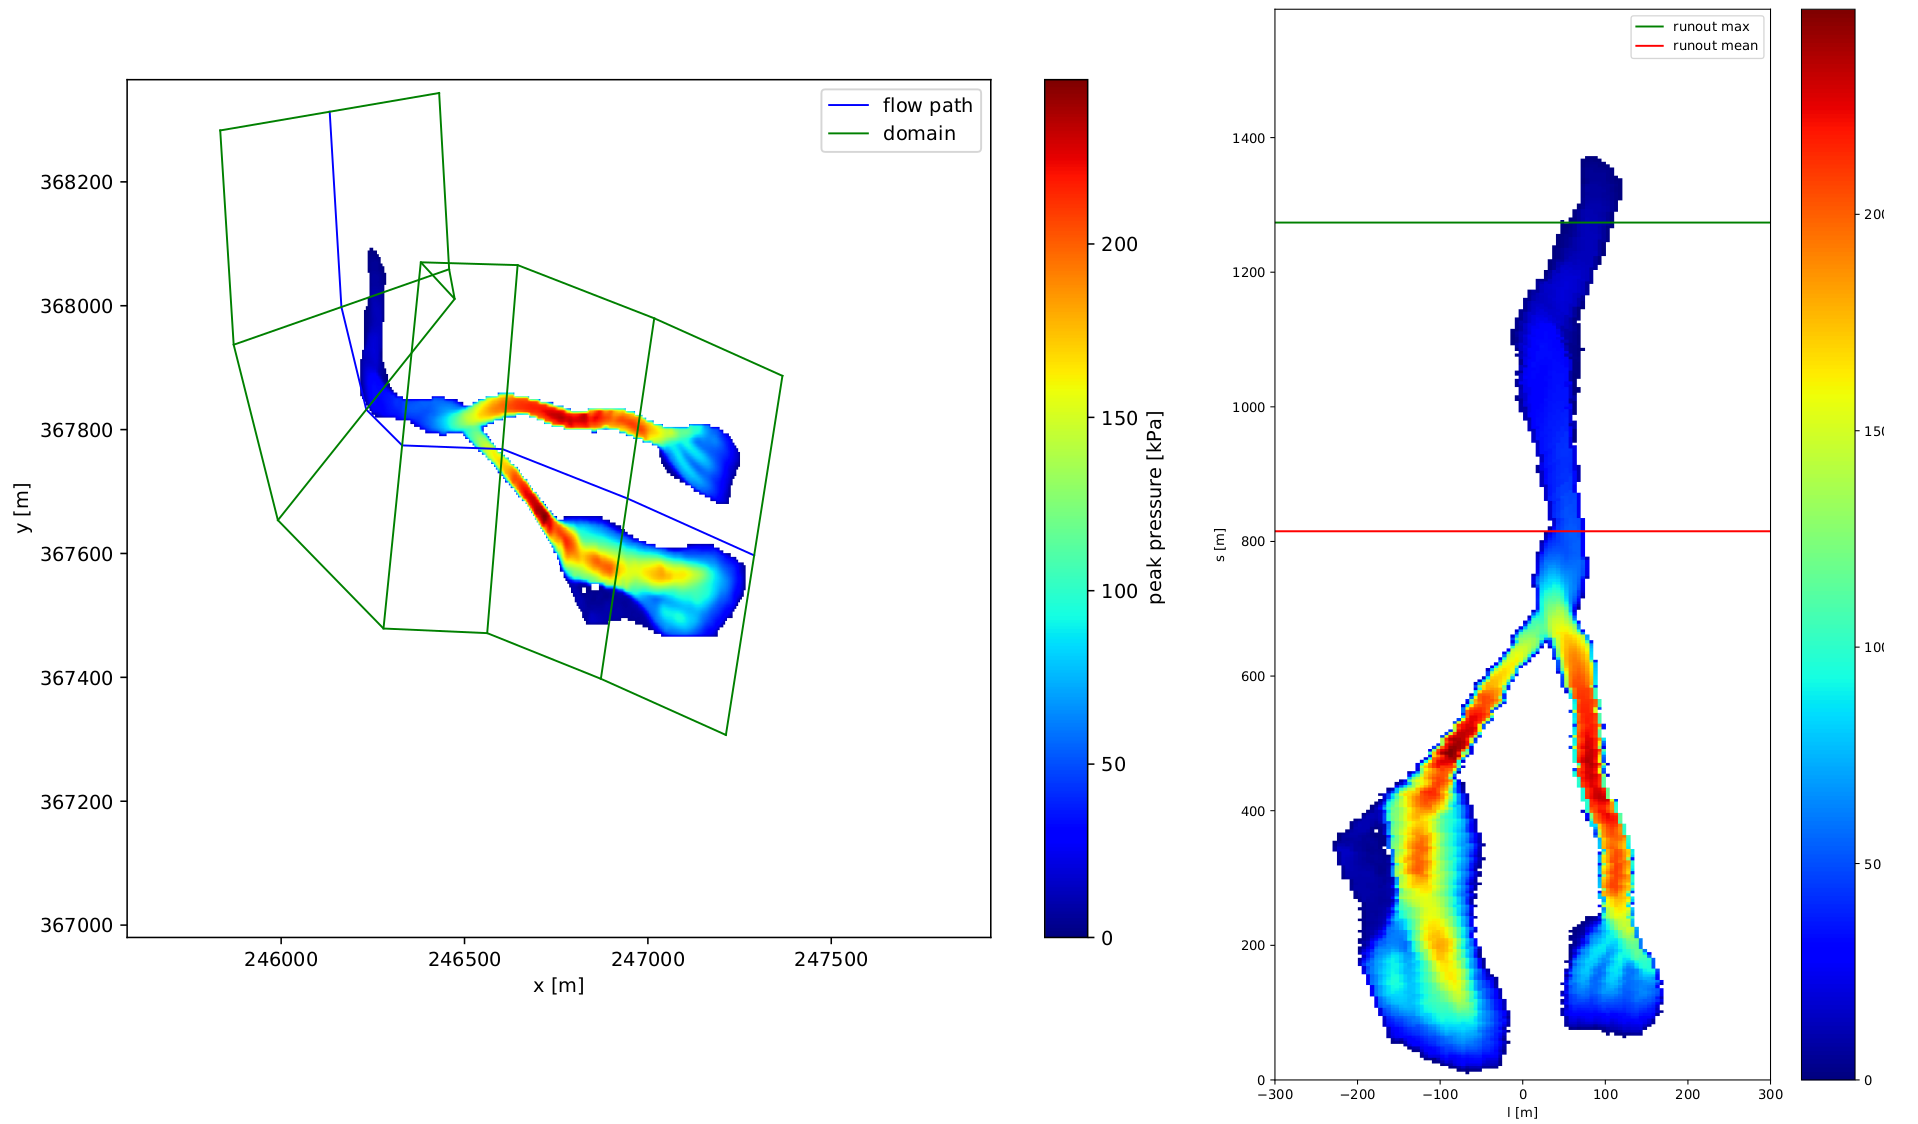 flow path
domain
368200
368000
367800
367600
367400
367200
367000
y [m]
246000 246500 247000 247500
x [m]
200
150
100
50
0
peak pressure [kPa]
runout max
runout mean
1400
1200
1000
800
600
400
200
0
s [m]
−300 −200 −100 0 100 200 300
l [m]
50
0